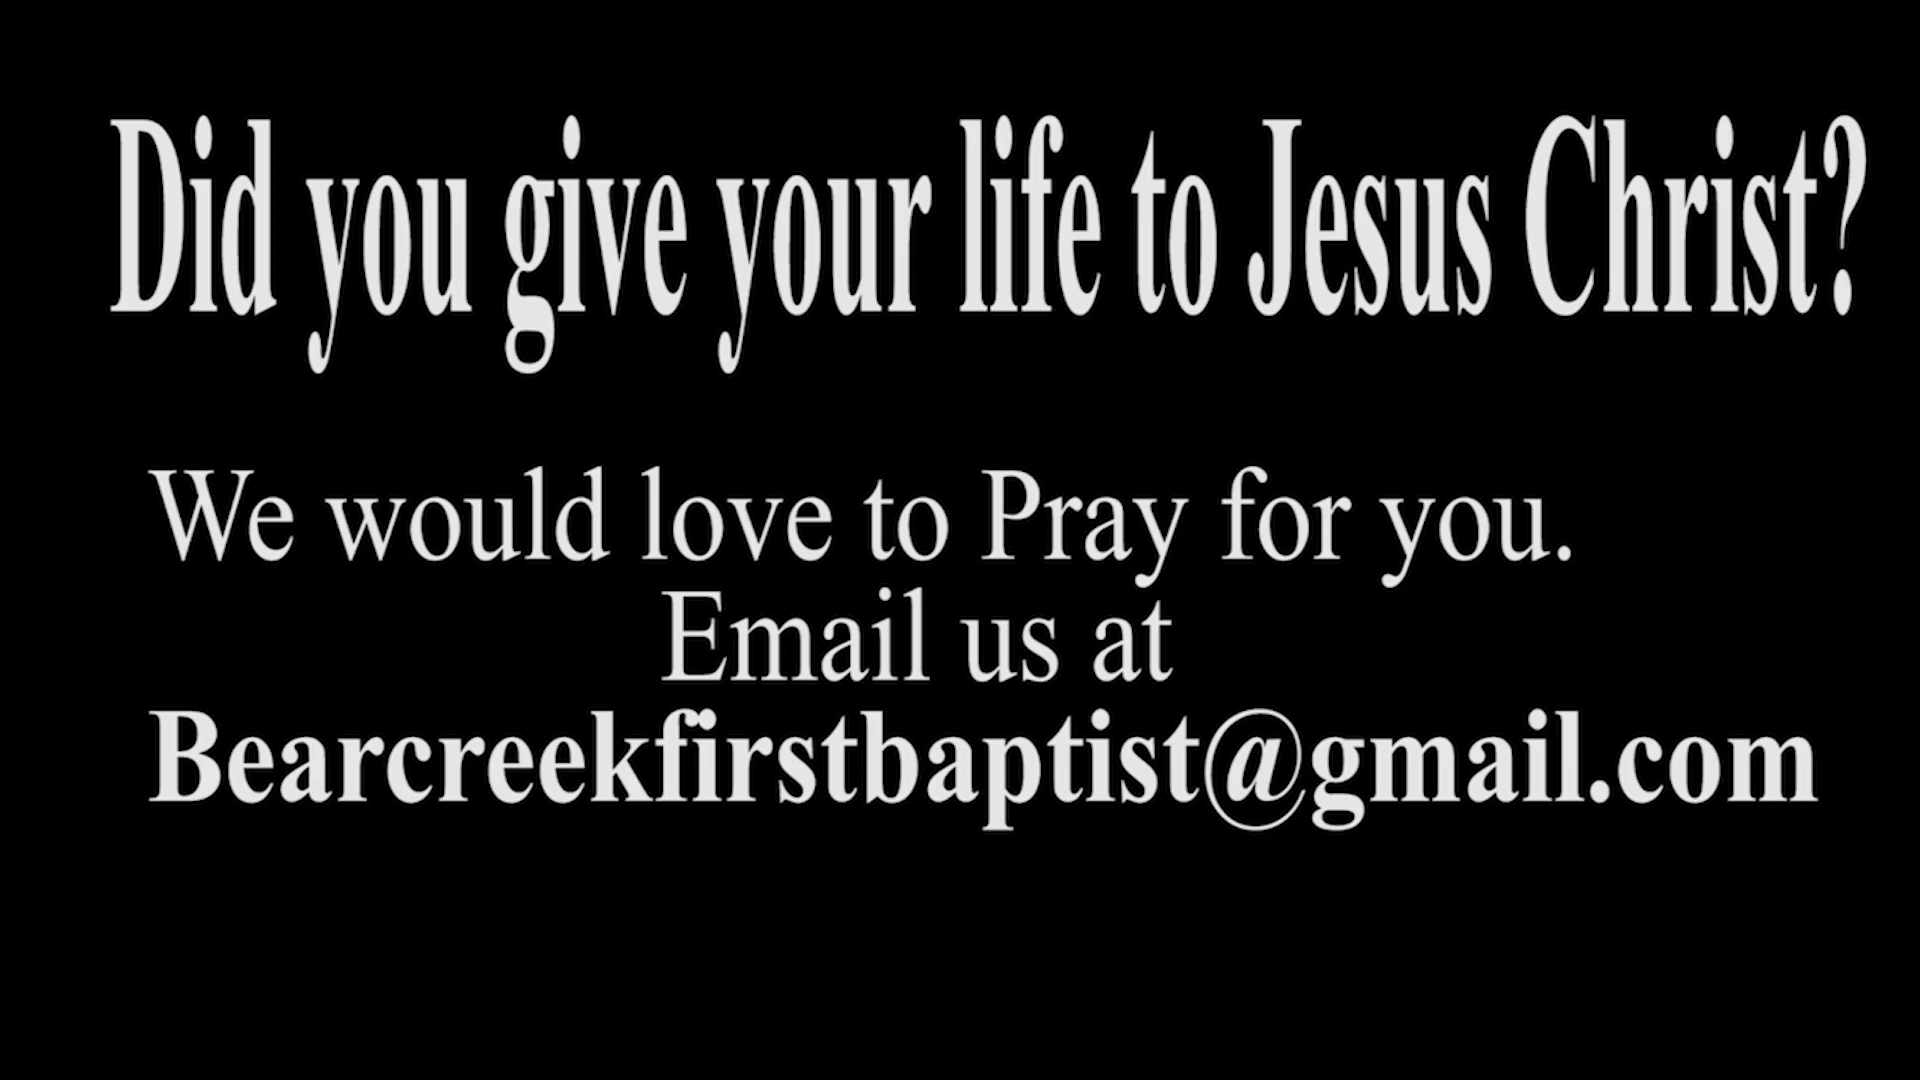 Did you give your life to Jesus Christ?
We would love to Pray for you.
Email us at
Bearcreekfirstbaptist@gmail.com